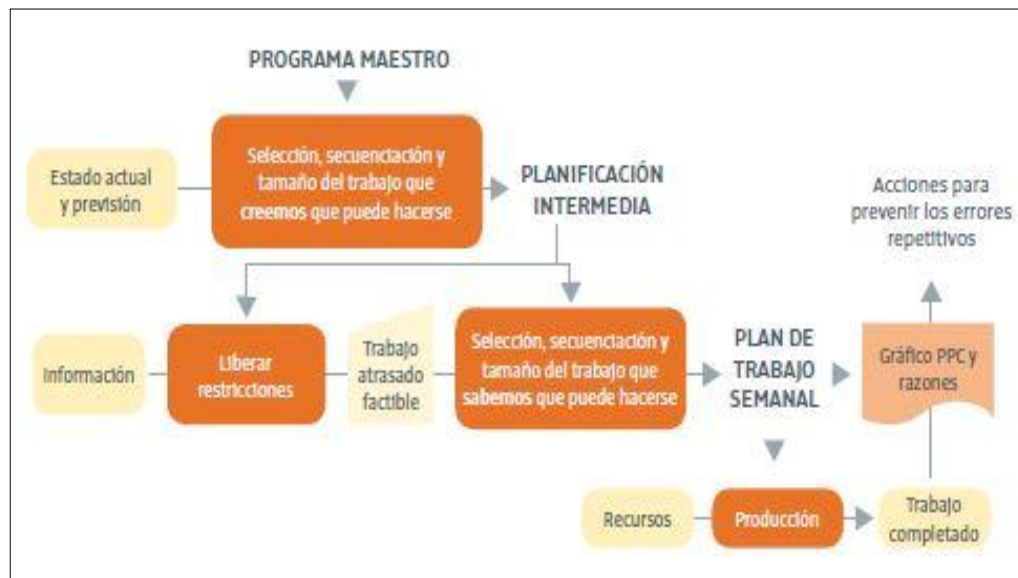 PROGRAMA MAESTRO
Selección, secuenciación y
tamaño del trabajo que
creemos que puede hacerse
Estado actual
y previsión
PLANIFICACIÓN
INTERMEDIA
Acciones para
prevenir los errores
repetitivos
Información
Liberar
restricciones
Trabajo
atrasado
factible
Selección, secuenciación y
tamaño del trabajo que
sabemos que puede hacerse
PLAN DE
TRABAJO
SEMANAL
Gráfico PPC y
razones
Recursos
Producción
Trabajo
completado